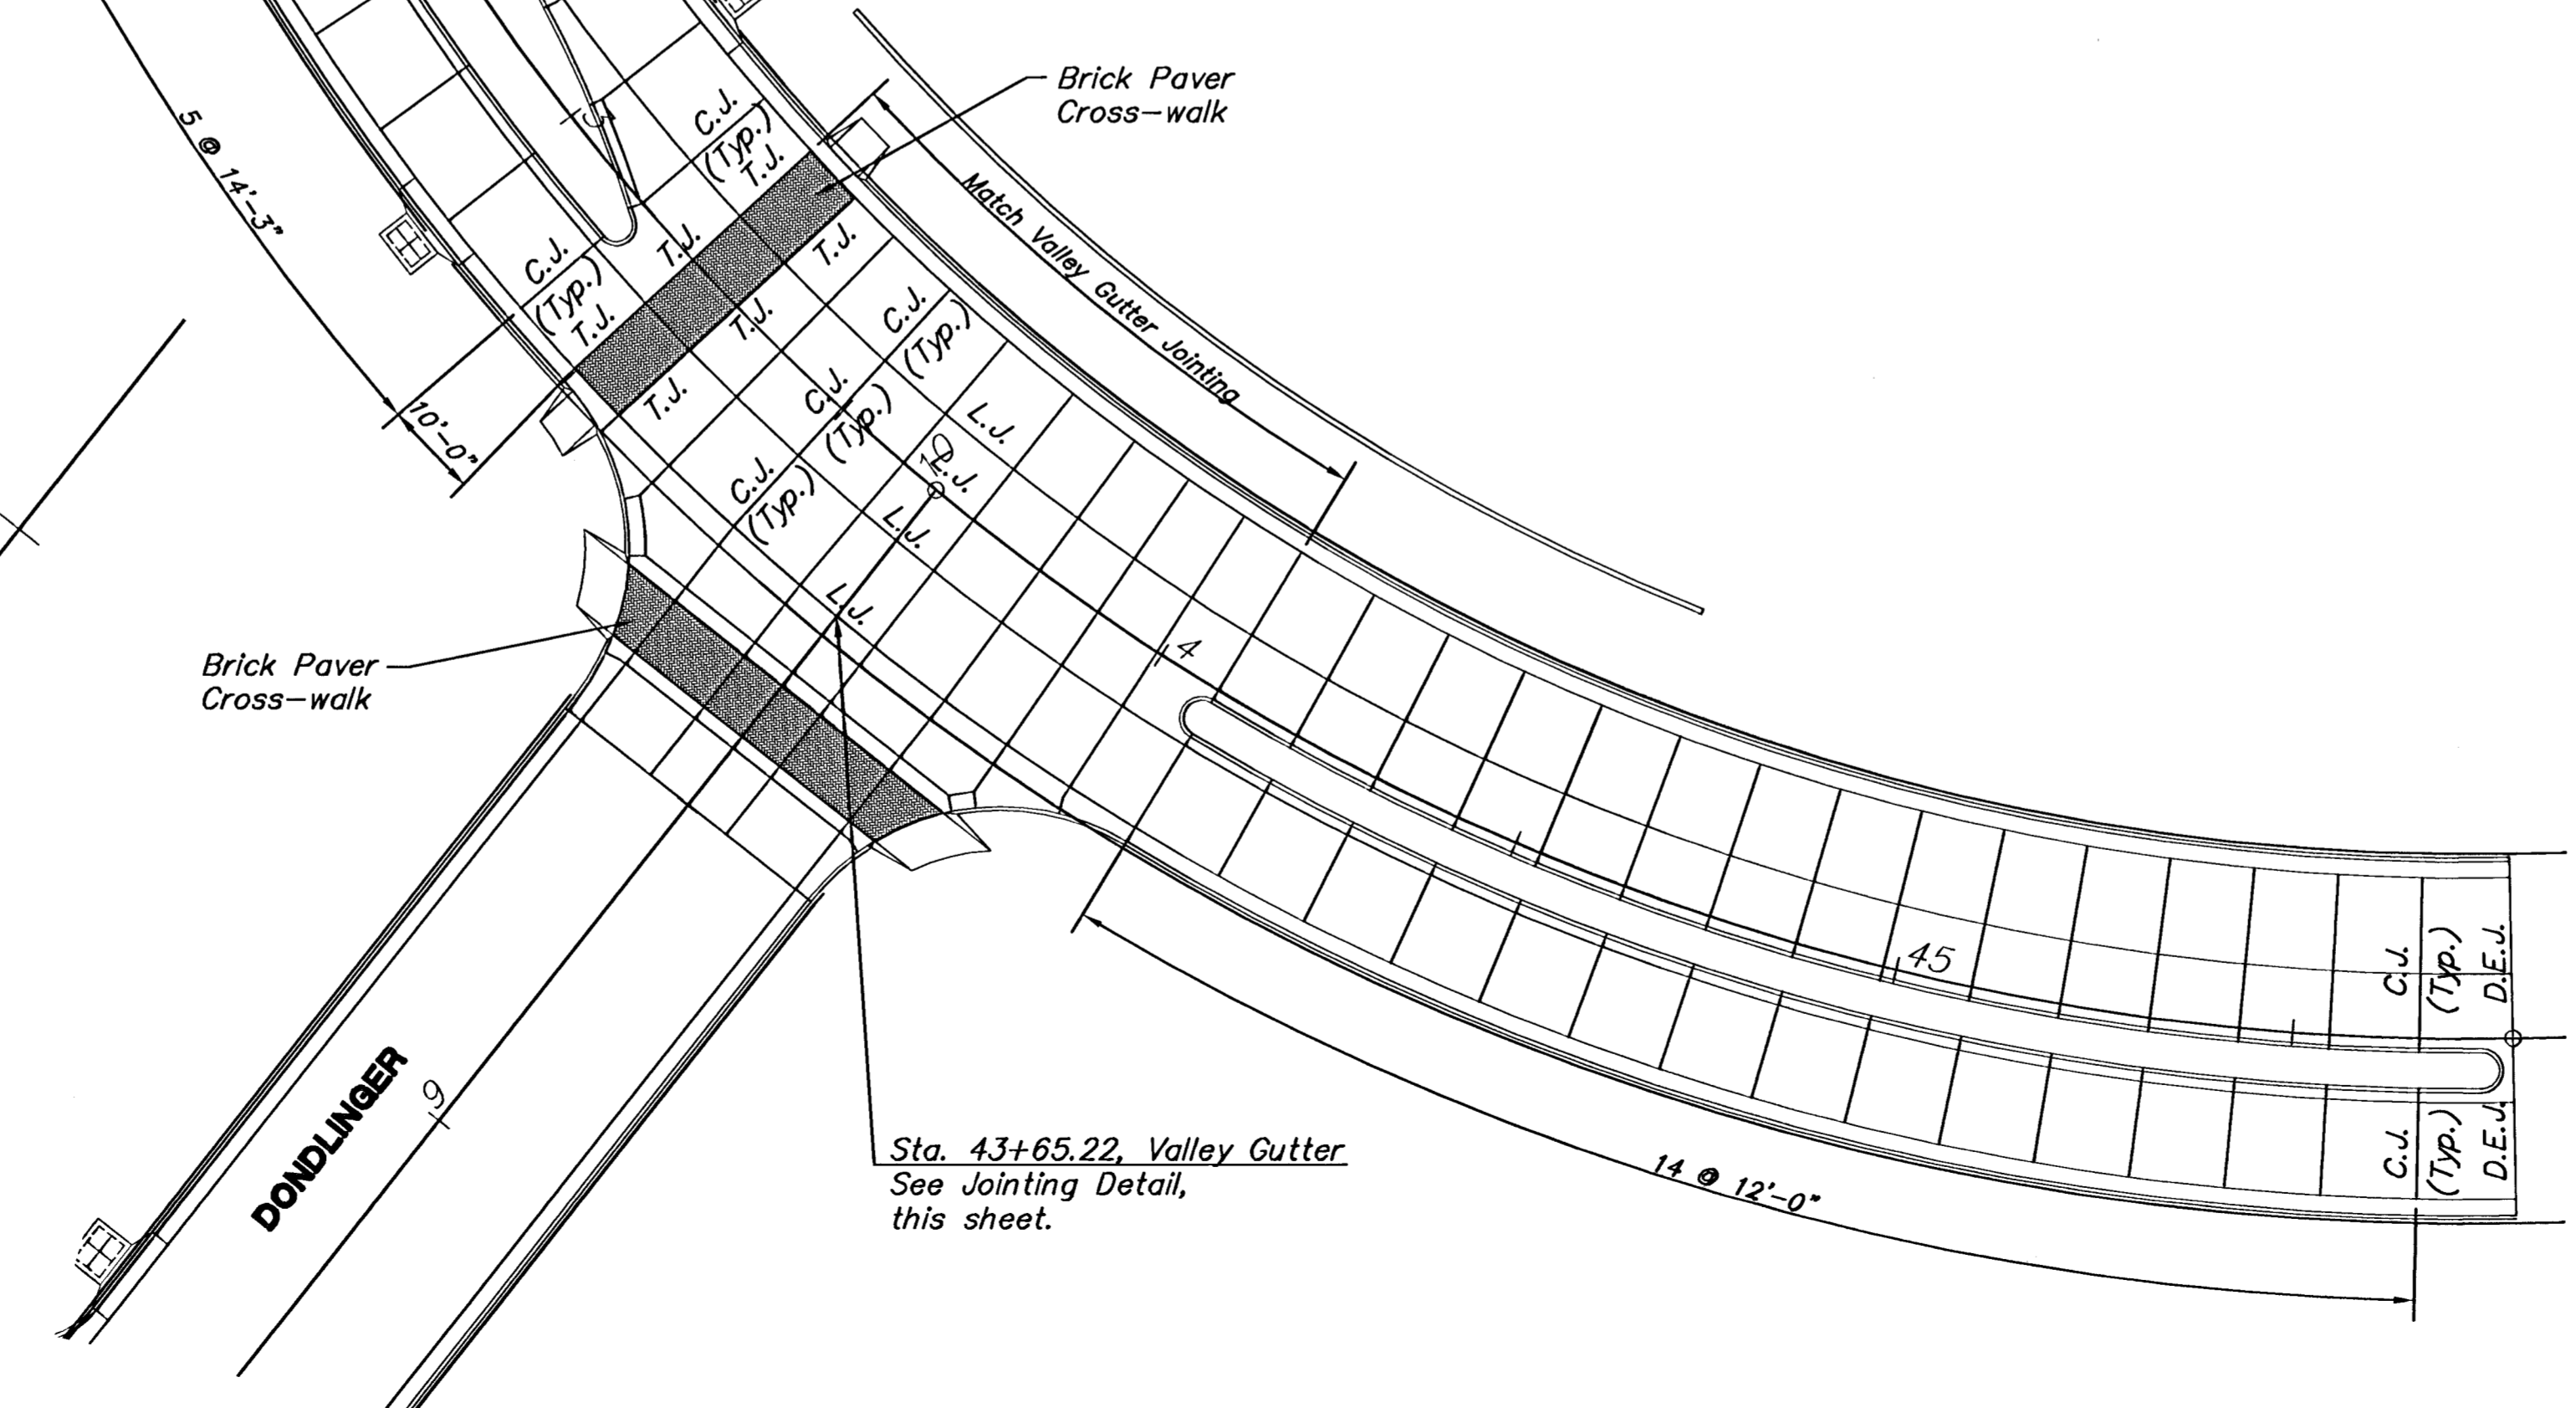 Brick Paver
Cross-walk
5 @ 14'-3"
C.J.
(Typ.)
T.J.
3
Match Valley Gutter Jointing
C.J.
(Typ.)
T.J.
T.J.
T.J.
T.J.
T.J.
10'-0"
C.J.
(Typ.)
C.J.
(Typ.)
C.J.
(Typ.)
L.J.
10
L.J.
L.J.
L.J.
4
Brick Paver
Cross-walk
45
C.J.
(Typ.)
D.E.J.
C.J.
(Typ.)
D.E.J.
DONDLINGER
9
Sta. 43+65.22, Valley Gutter
See Jointing Detail,
this sheet.
14 @ 12'-0"